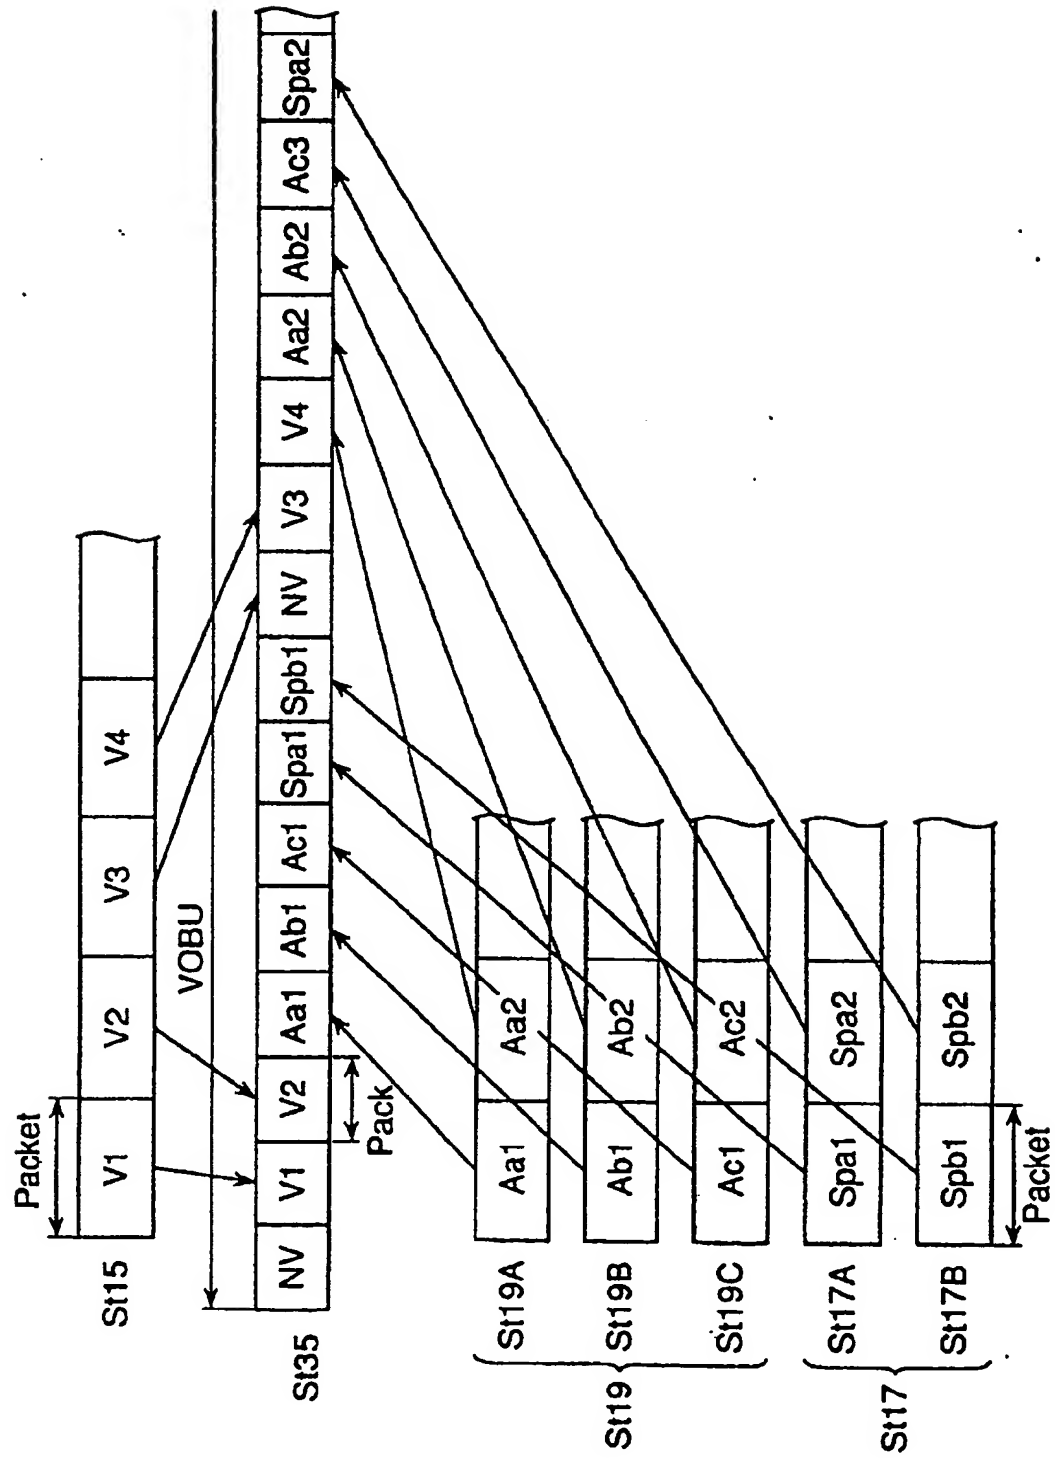 Packet
St15 V1 V2 V3 V4
VOBU
St35 NV V1 V2 Aa1 Ab1 Ac1 Spa1 Spb1 NV V3 V4 Aa2 Ab2 Ac3 Spa2
Pack
St19
St19A Aa1 Aa2
St19B Ab1 Ab2
St19C Ac1 Ac2
St17
St17A Spa1 Spa2
St17B Spb1 Spb2
Packet